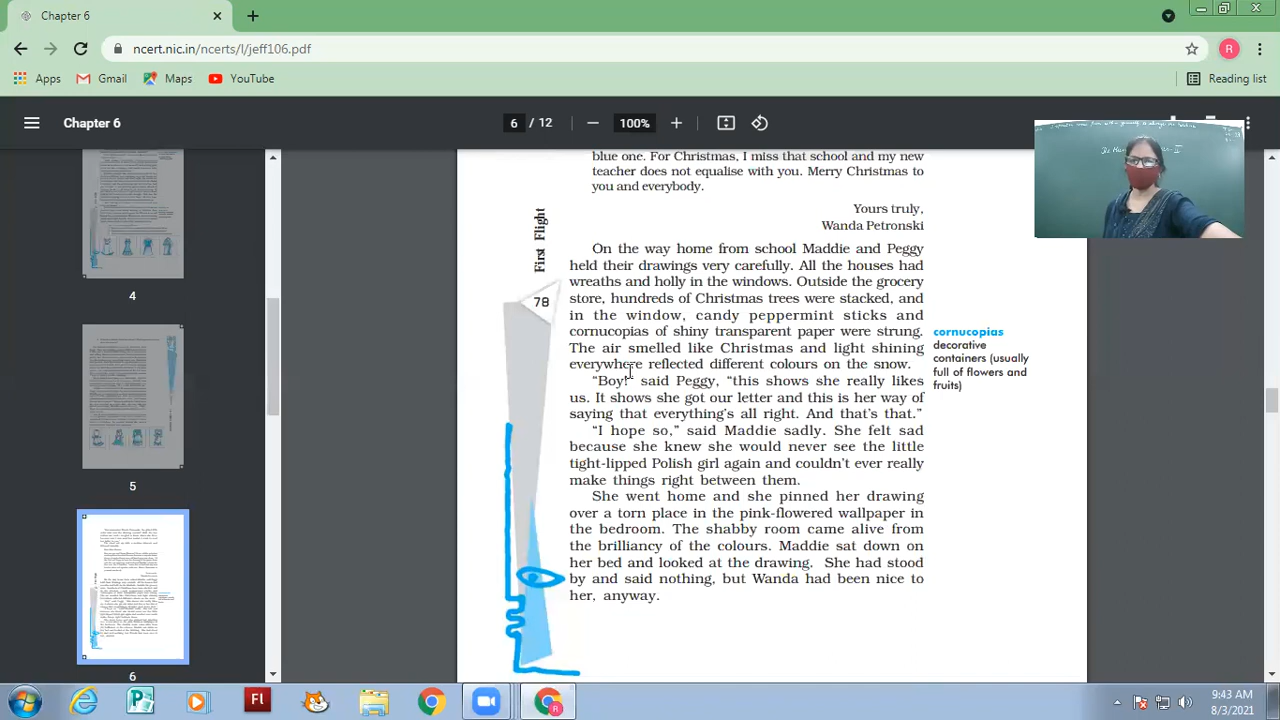 Chapter 6
ncert.nic.in/ncerts/l/jeff106.pdf
R
Apps
Gmail
Maps
YouTube
Reading list
Chapter 6
6 / 12
100%
4
5
6
First Flight
78
blue one. For Christmas, I miss that school and my new
teacher does not equalise with you. Merry Christmas to
you and everybody.
Yours truly,
Wanda Petronski
On the way home from school Maddie and Peggy
held their drawings very carefully. All the houses had
wreaths and holly in the windows. Outside the grocery
store, hundreds of Christmas trees were stacked, and
in the window, candy peppermint sticks and
cornucopias of shiny transparent paper were strung.
The air smelled like Christmas and light shining
everywhere reflected different colours on the snow.
“Boy!” said Peggy, “this shows she really likes
us. It shows she got our letter and this is her way of
saying that everything’s all right. And that’s that.”
“I hope so,” said Maddie sadly. She felt sad
because she knew she would never see the little
tight-lipped Polish girl again and couldn’t ever really
make things right between them.
She went home and she pinned her drawing
over a torn place in the pink-flowered wallpaper in
the bedroom. The shabby room came alive from
the brilliancy of the colours. Maddie sat down on
her bed and looked at the drawing. She had stood
by and said nothing, but Wanda had been nice to
her, anyway.
cornucopias
decorative
containers (usually
full of flowers and
fruits)
Fl
9:43 AM
8/3/2021